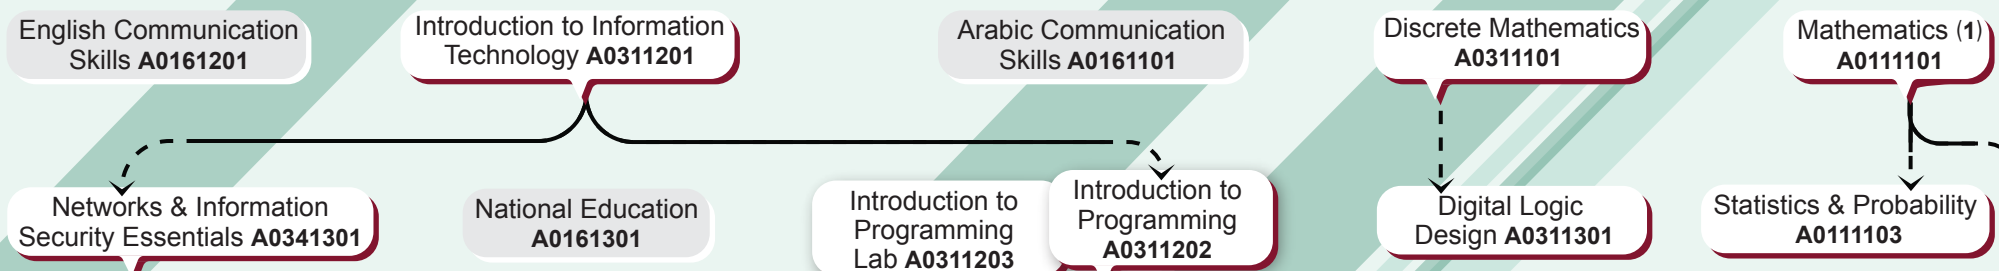 English Communication
Skills A0161201
Introduction to Information
Technology A0311201
Arabic Communication
Skills A0161101
Discrete Mathematics
A0311101
Mathematics (1)
A0111101
Networks & Information
Security Essentials A0341301
National Education
A0161301
Introduction to
Programming
Lab A0311203
Introduction to
Programming
A0311202
Digital Logic
Design A0311301
Statistics & Probability
A0111103